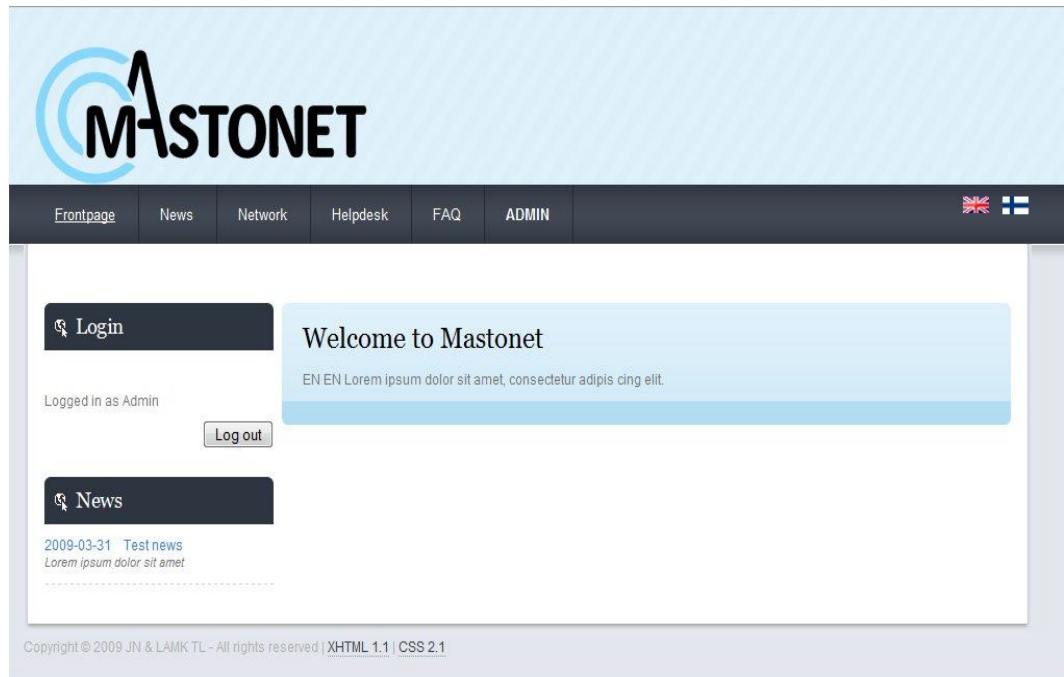 MASTONET
Frontpage News Network Helpdesk FAQ ADMIN
Login
Logged in as Admin
Log out
News
2009-03-31 Test news
Lorem ipsum dolor sit amet
Welcome to Mastonet
EN EN Lorem ipsum dolor sit amet, consectetur adipis cing elit.
Copyright © 2009 JN & LAMK TL - All rights reserved | XHTML 1.1 | CSS 2.1